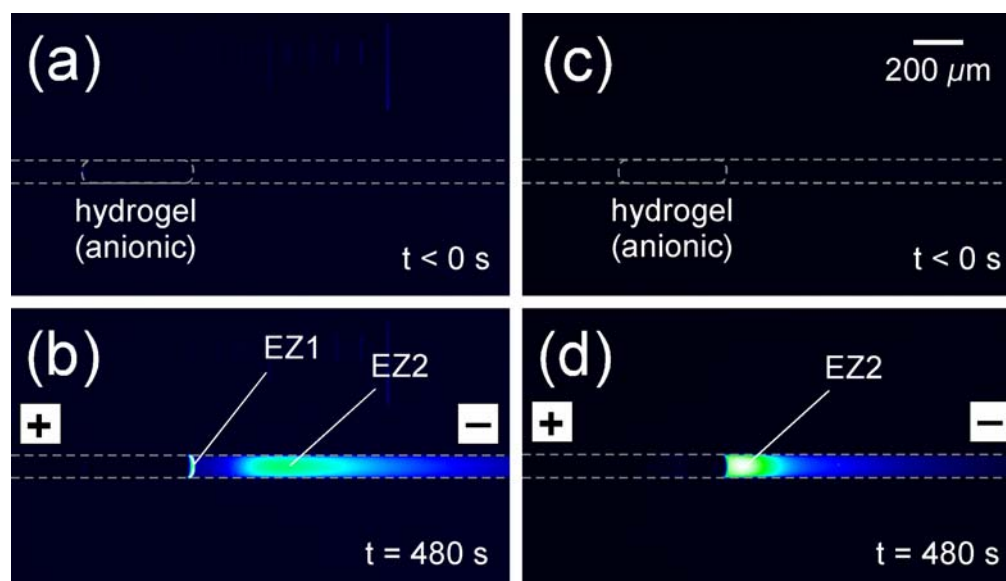 (a)
hydrogel
(anionic)
t < 0 s
(c)
200 µm
hydrogel
(anionic)
t < 0 s
(b)
EZ1
EZ2
+
−
t = 480 s
(d)
EZ2
+
−
t = 480 s